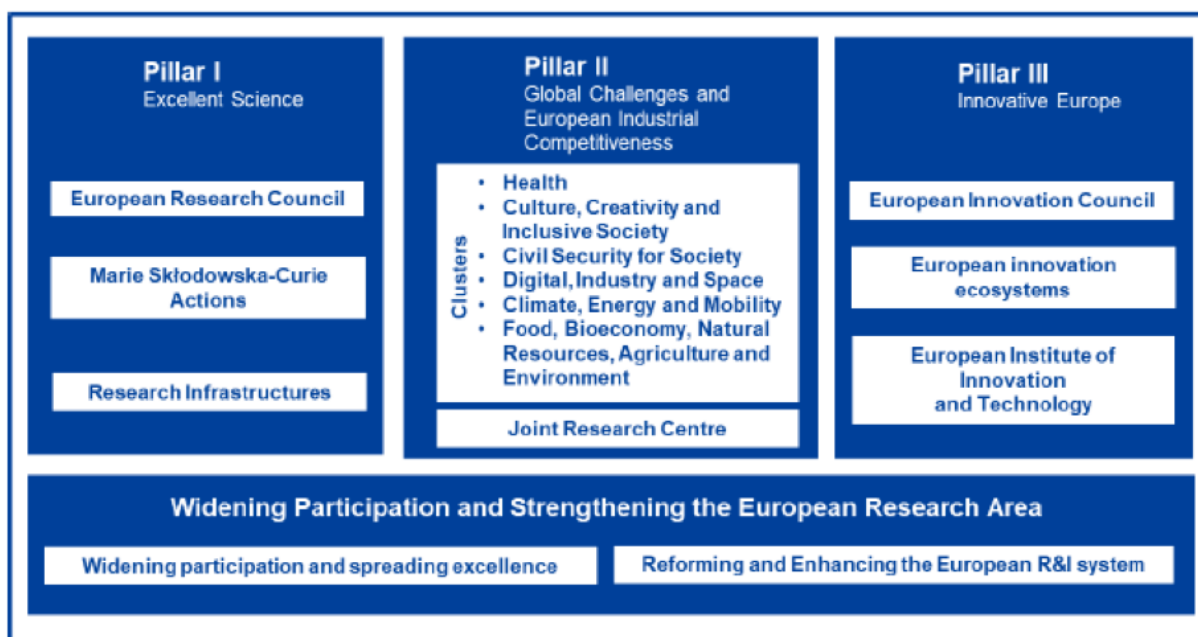 Pillar I
Excellent Science
European Research Council
Marie Skłodowska-Curie
Actions
Research Infrastructures
Pillar II
Global Challenges and
European Industrial
Competitiveness
Clusters
• Health
• Culture, Creativity and
Inclusive Society
• Civil Security for Society
• Digital, Industry and Space
• Climate, Energy and Mobility
• Food, Bioeconomy, Natural
Resources, Agriculture and
Environment
Joint Research Centre
Pillar III
Innovative Europe
European Innovation Council
European innovation
ecosystems
European Institute of
Innovation
and Technology
Widening Participation and Strengthening the European Research Area
Widening participation and spreading excellence
Reforming and Enhancing the European R&I system